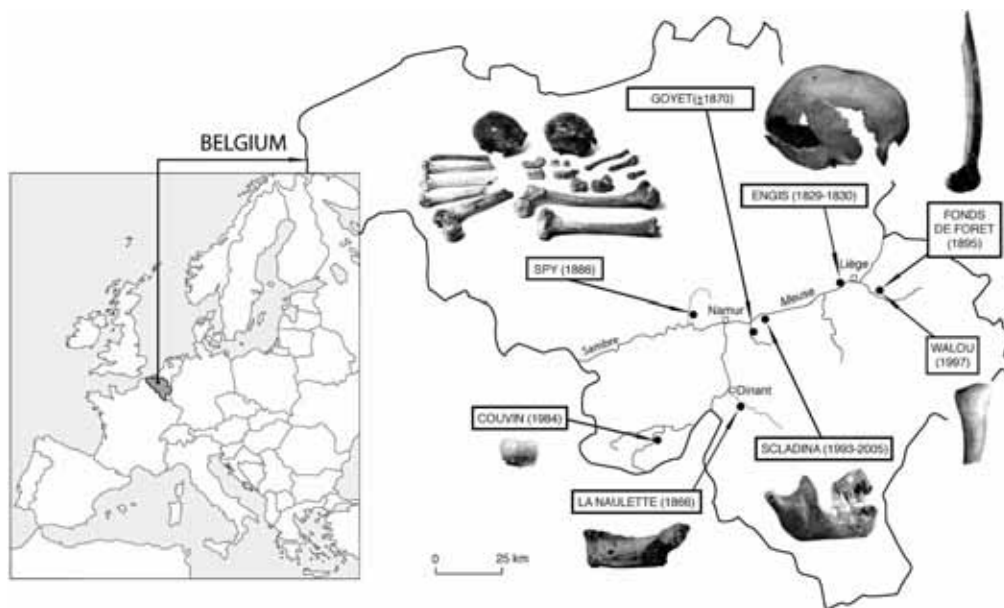 BELGIUM
GOYET(±1870)
ENGIS (1829-1830)
FONDS
DE FORET
(1895)
SPY (1886)
Liège
Meuse
Namur
Sambre
WALOU
(1997)
Dinant
COUVIN (1984)
SCLADINA (1993-2005)
LA NAULETTE (1866)
0 25 km